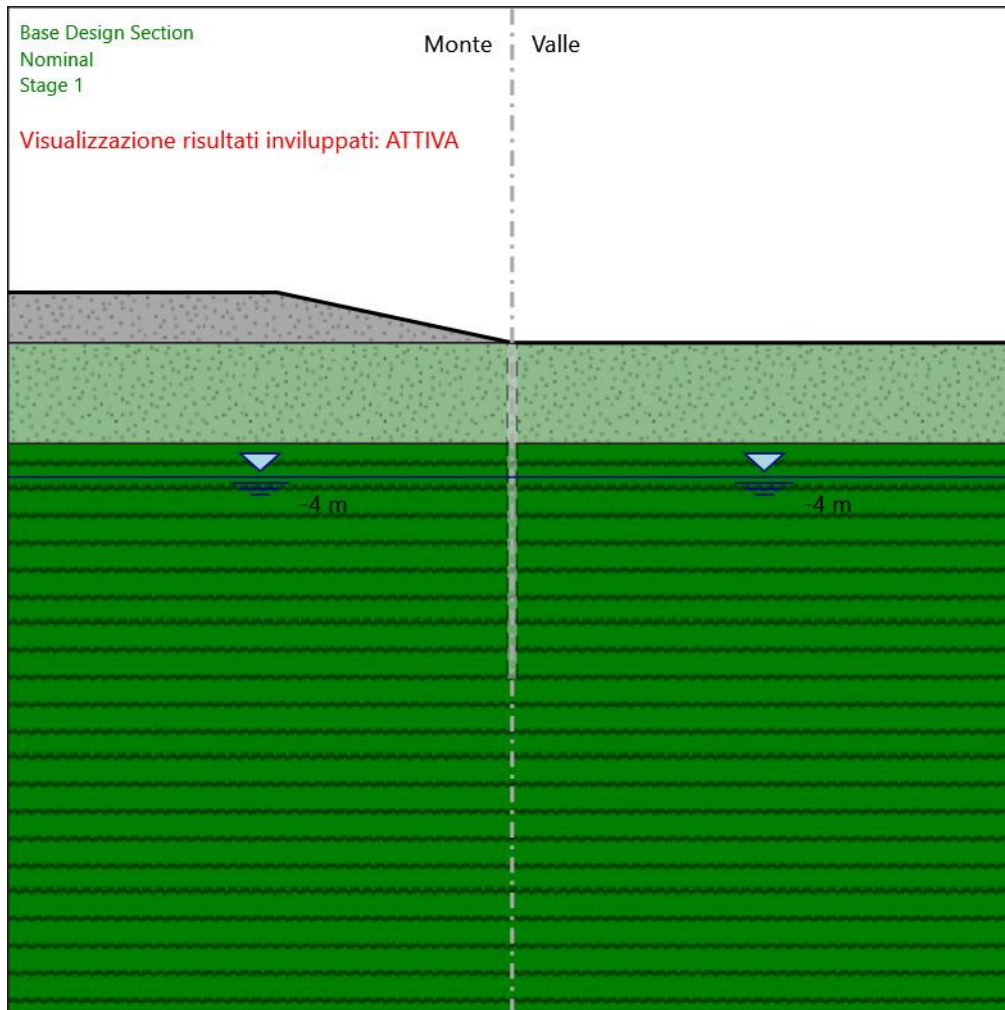 Base Design Section
Nominal
Stage 1
Monte
Valle
Visualizzazione risultati inviluppati: ATTIVA
-4 m
-4 m